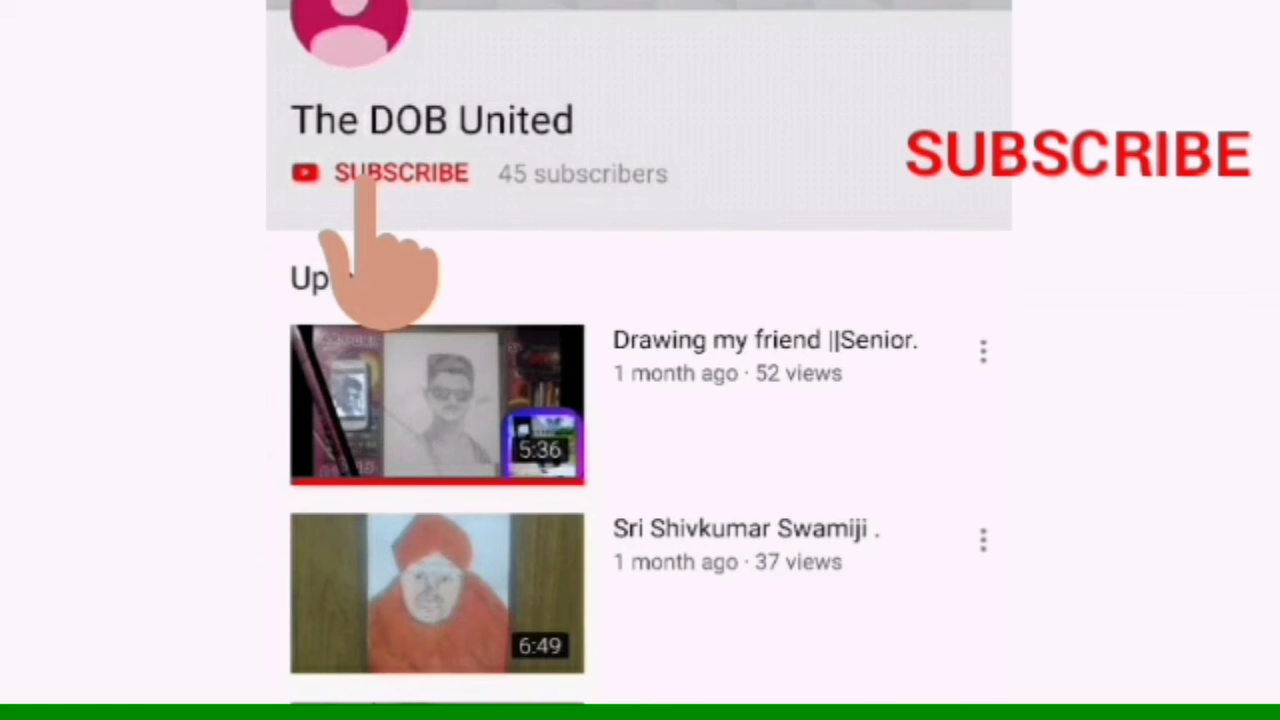 The DOB United
SUBSCRIBE 45 subscribers
SUBSCRIBE
Drawing my friend ||Senior.
1 month ago · 52 views
5:36
Sri Shivkumar Swamiji .
1 month ago · 37 views
6:49